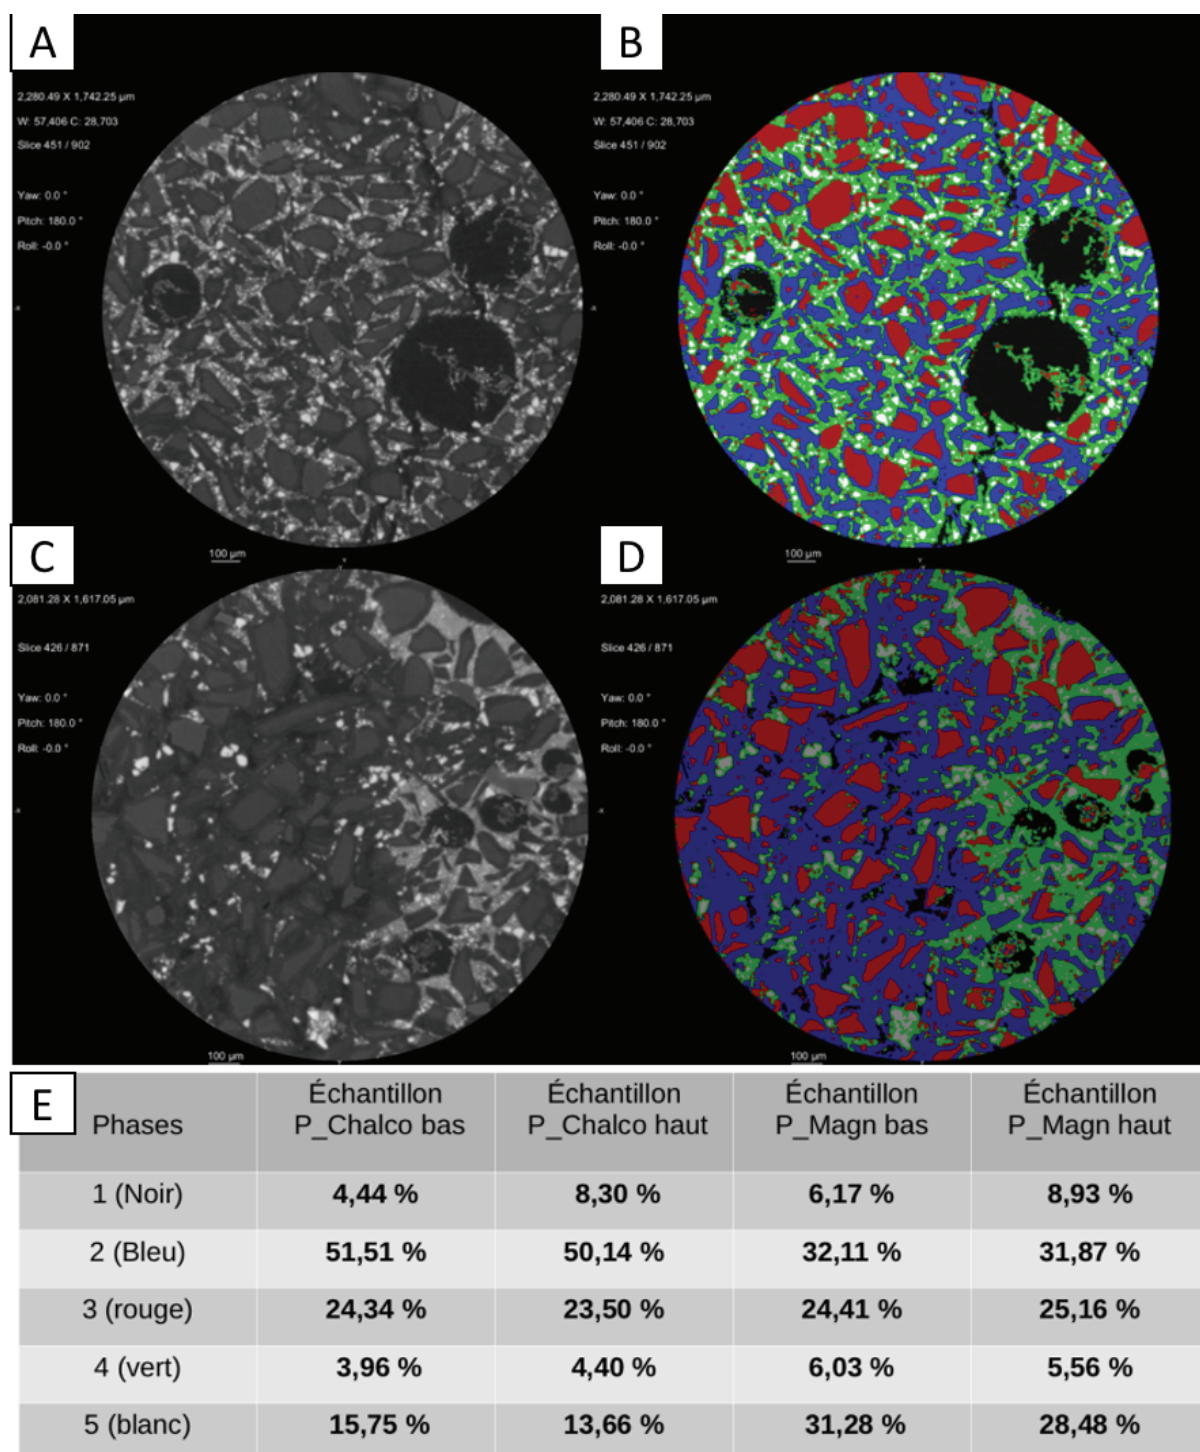 A
2,280.49 X 1,742.25 µm
W: 57,406 C: 28,703
Slice 451 / 902
Yaw: 0.0 °
Pitch: 180.0 °
Roll: -0.0 °
100 µm
B
2,280.49 X 1,742.25 µm
W: 57,406 C: 28,703
Slice 451 / 902
Yaw: 0.0 °
Pitch: 180.0 °
Roll: -0.0 °
100 µm
C
2,081.28 X 1,617.05 µm
Slice 426 / 871
Yaw: 0.0 °
Pitch: 180.0 °
Roll: -0.0 °
100 µm
D
2,081.28 X 1,617.05 µm
Slice 426 / 871
Yaw: 0.0 °
Pitch: 180.0 °
Roll: -0.0 °
100 µm
E
Phases Échantillon P_Chalco bas Échantillon P_Chalco haut Échantillon P_Magn bas Échantillon P_Magn haut
1 (Noir) 4,44 % 8,30 % 6,17 % 8,93 %
2 (Bleu) 51,51 % 50,14 % 32,11 % 31,87 %
3 (rouge) 24,34 % 23,50 % 24,41 % 25,16 %
4 (vert) 3,96 % 4,40 % 6,03 % 5,56 %
5 (blanc) 15,75 % 13,66 % 31,28 % 28,48 %